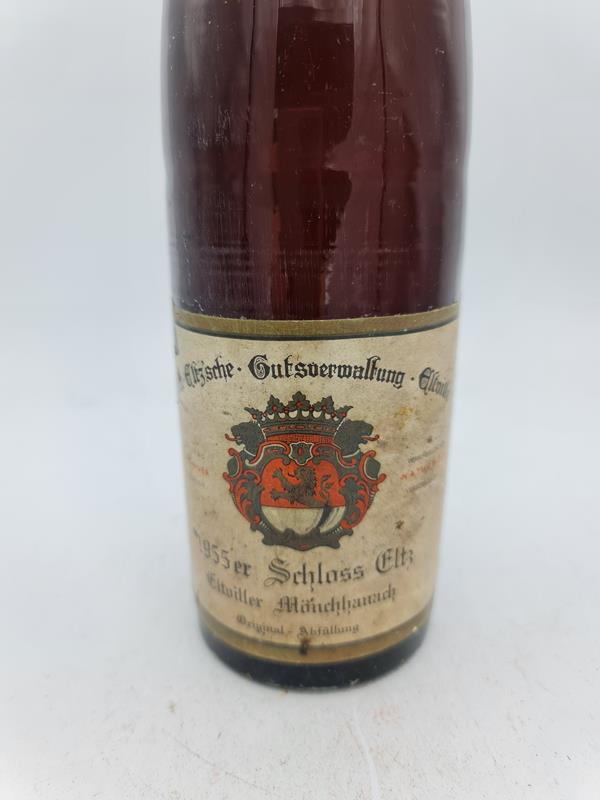 Eltz'sche · Gutsverwaltung · Eltville
1955er Schloss Eltz
Eltviller Mönchhanach
Original - Abfüllung